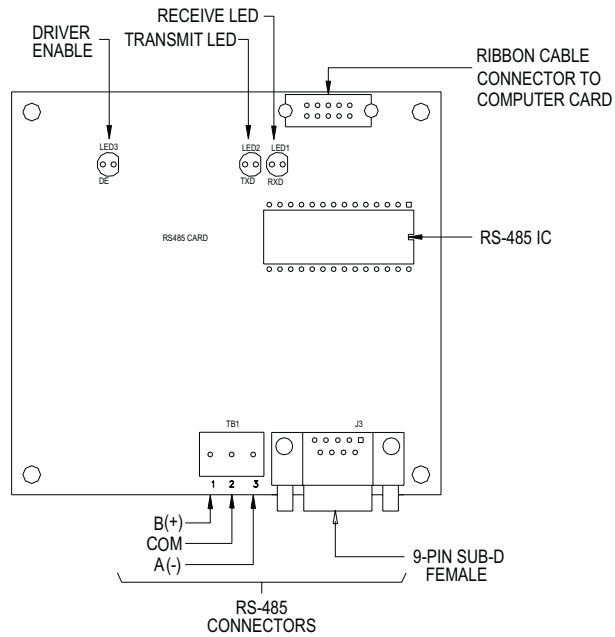 RECEIVE LED
DRIVER
ENABLE
TRANSMIT LED
RIBBON CABLE
CONNECTOR TO
COMPUTER CARD
LED3
LED2
LED1
DE
TXD
RXD
RS485 CARD
RS-485 IC
TB1
J3
1 2 3
B(+)
COM
A(-)
9-PIN SUB-D
FEMALE
RS-485
CONNECTORS